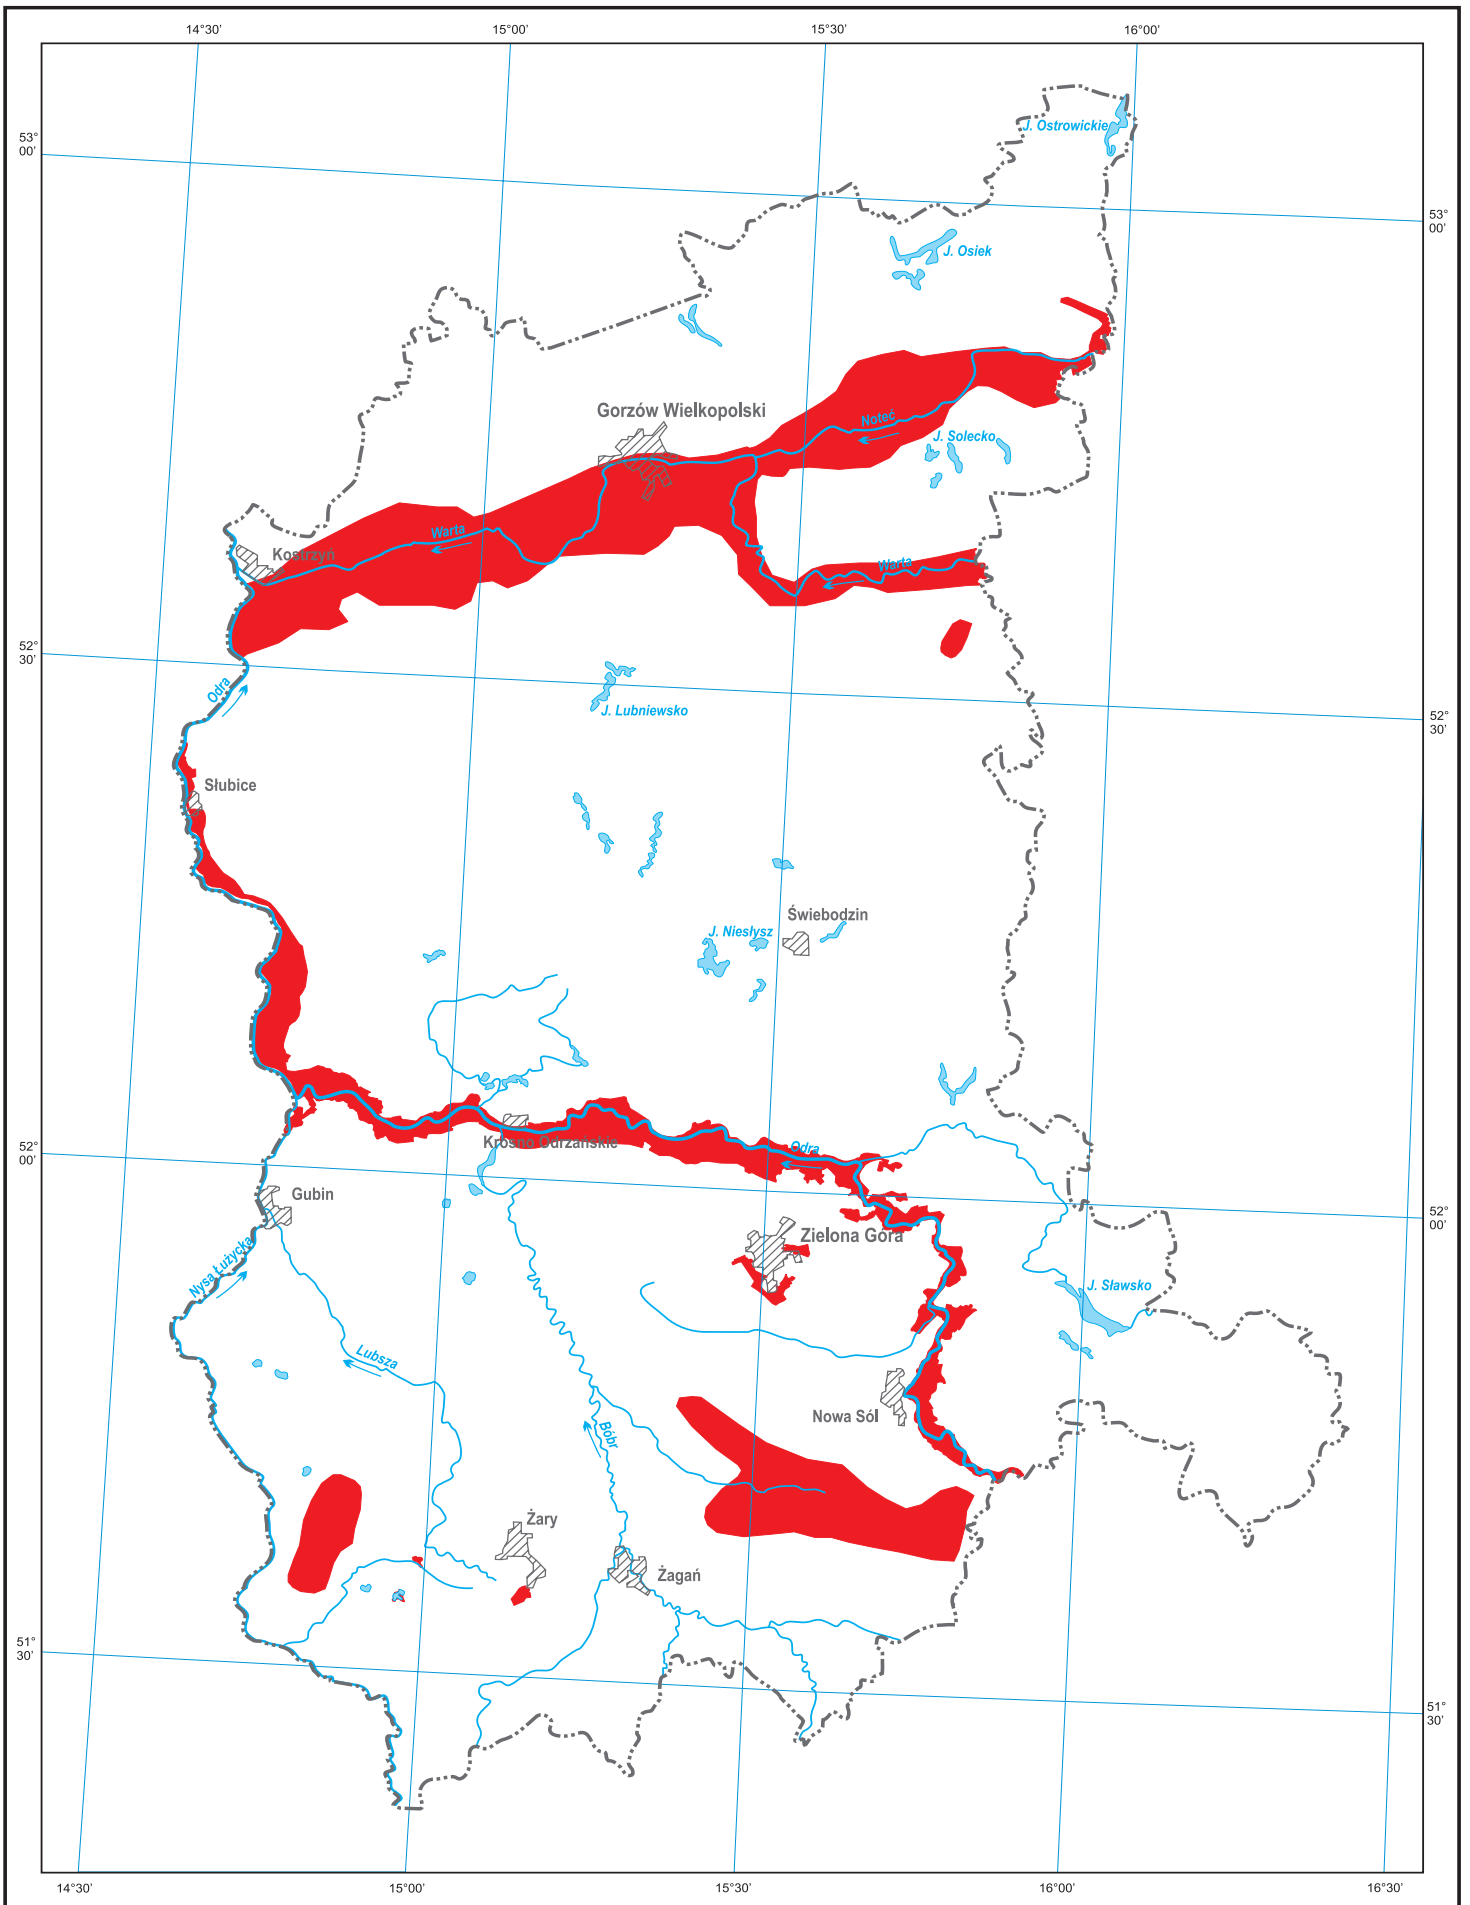 14°30' 15°00' 15°30' 16°00'
J. Ostrowickie
53°
00'
53°
00'
J. Osiek
Gorzów Wielkopolski
Noteć
J. Solecko
Warta
Kostrzyń
Warta
52°
30'
Odra
J. Lubniewsko
52°
30'
Słubice
Świebodzin
J. Niesłysz
Krosno Odrzańskie
Odra
52°
00'
Gubin
52°
00'
Zielona Góra
Nysa Łużycka
J. Sławsko
Lubsza
Nowa Sól
Bóbr
Żary
Żagań
51°
30'
51°
30'
14°30' 15°00' 15°30' 16°00' 16°30'